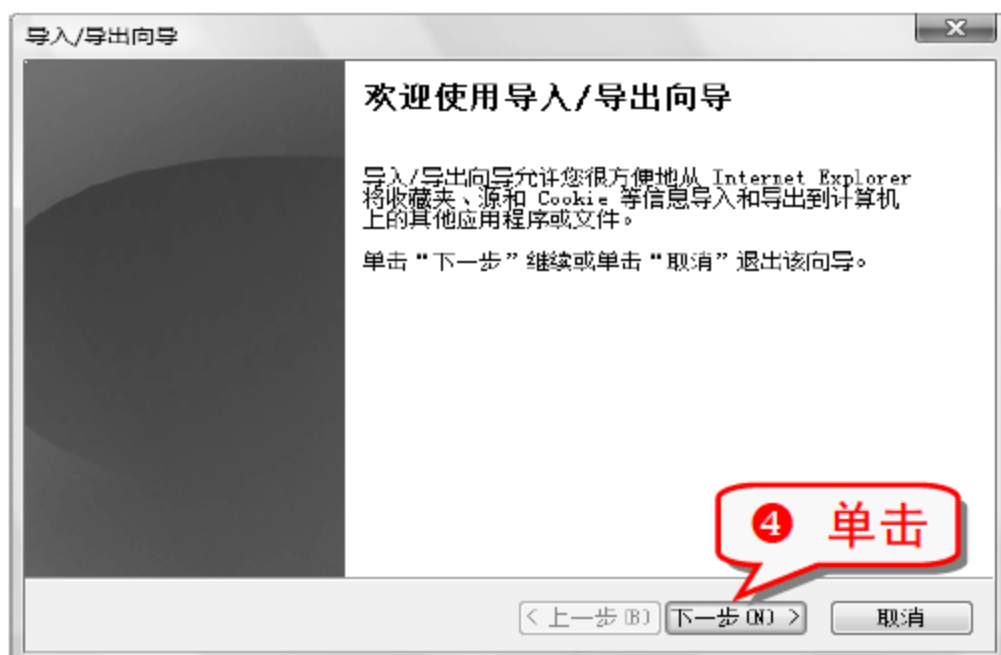 导入/导出向导
欢迎使用导入/导出向导
导入/导出向导允许您很方便地从 Internet Explorer
将收藏夹、源和 Cookie 等信息导入和导出到计算机
上的其他应用程序或文件。
单击“下一步”继续或单击“取消”退出该向导。
❹ 单击
< 上一步(B) 下一步(N) > 取消